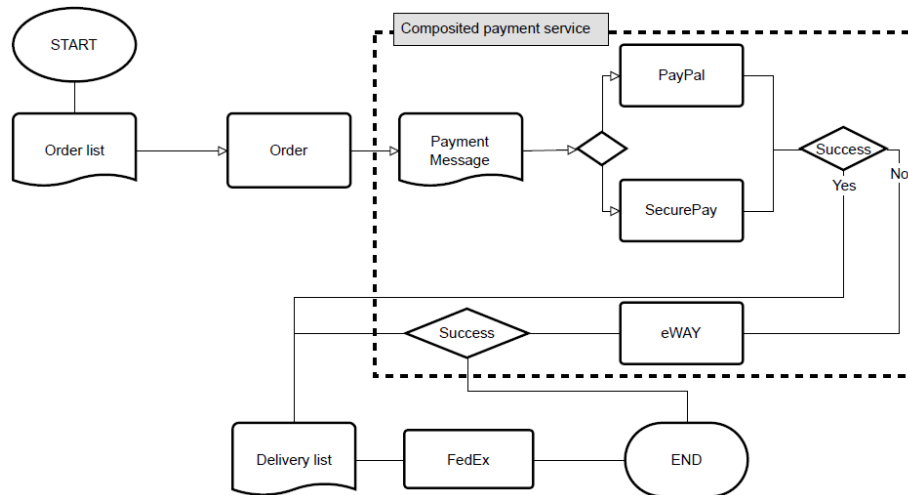 Composited payment service
START
PayPal
Order list
Order
Payment
Message
Success
Yes
No
SecurePay
Success
eWAY
Delivery list
FedEx
END